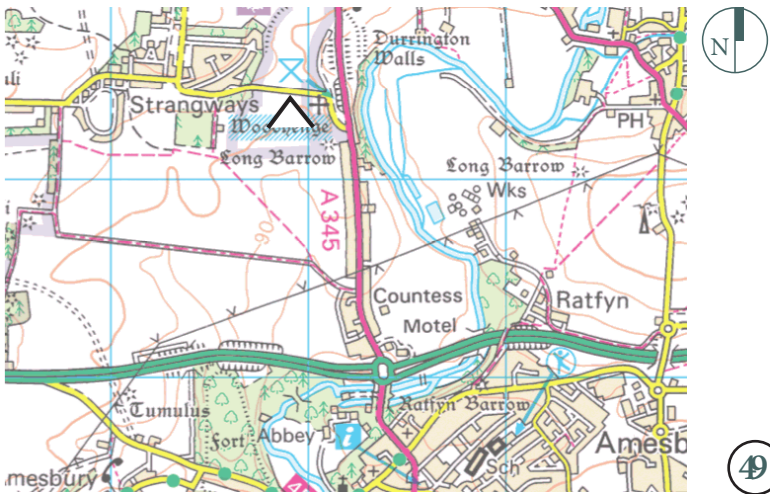 N
Durrington
Walls
Strangways
Woodhenge
Long Barrow
PH
Long Barrow
Wks
A 345
90
Countess
Motel
Ratfyn
Tumulus
Ratfyn Barrow
Fort
Abbey
i
Amesb
Sch
mesbury
49